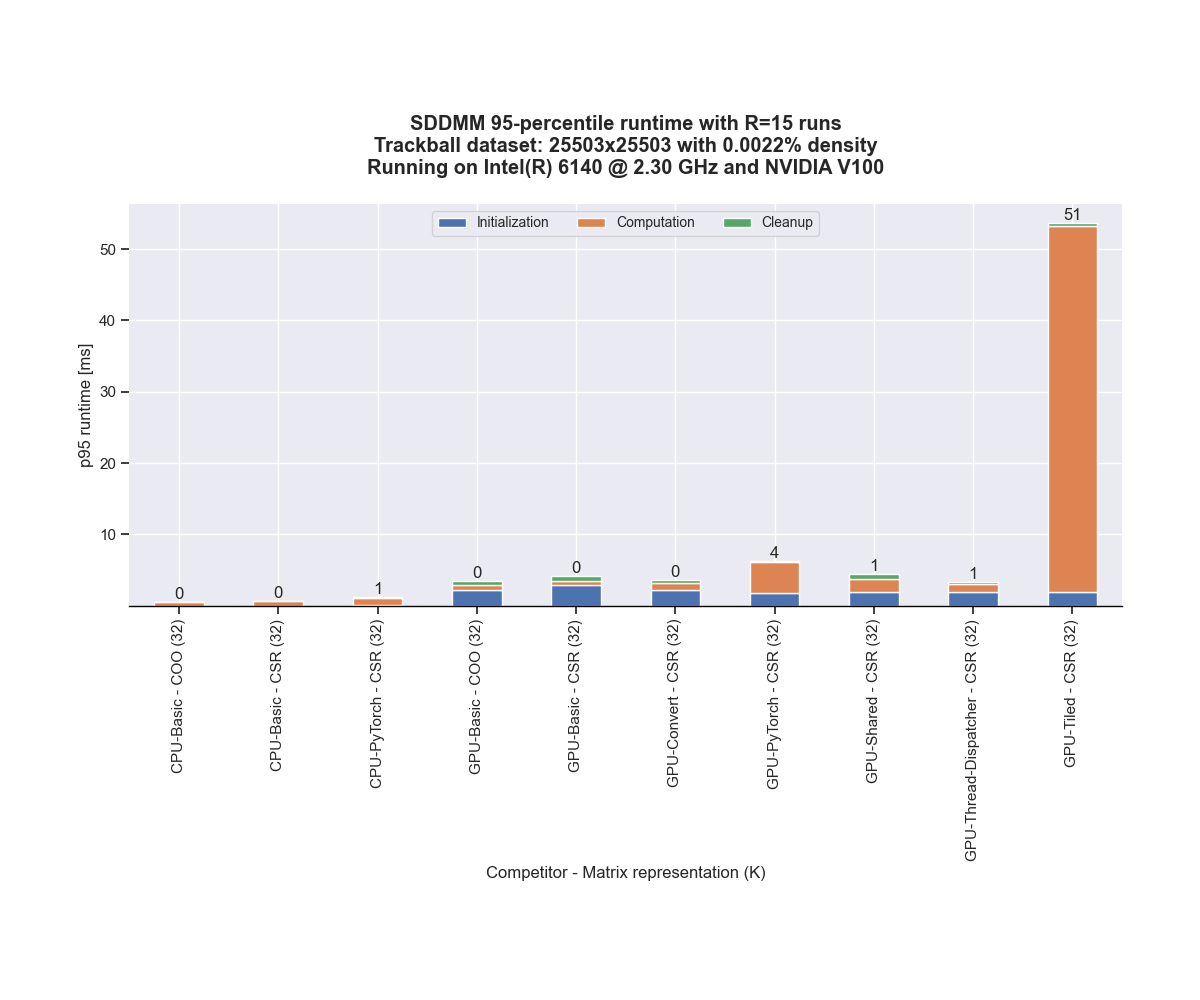 SDDMM 95-percentile runtime with R=15 runs
Trackball dataset: 25503x25503 with 0.0022% density
Running on Intel(R) 6140 @ 2.30 GHz and NVIDIA V100
Initialization
Computation
Cleanup
p95 runtime [ms]
50
40
30
20
10
0
0
1
0
0
0
4
1
1
51
CPU-Basic - COO (32)
CPU-Basic - CSR (32)
CPU-PyTorch - CSR (32)
GPU-Basic - COO (32)
GPU-Basic - CSR (32)
GPU-Convert - CSR (32)
GPU-PyTorch - CSR (32)
GPU-Shared - CSR (32)
GPU-Thread-Dispatcher - CSR (32)
GPU-Tiled - CSR (32)
Competitor - Matrix representation (K)